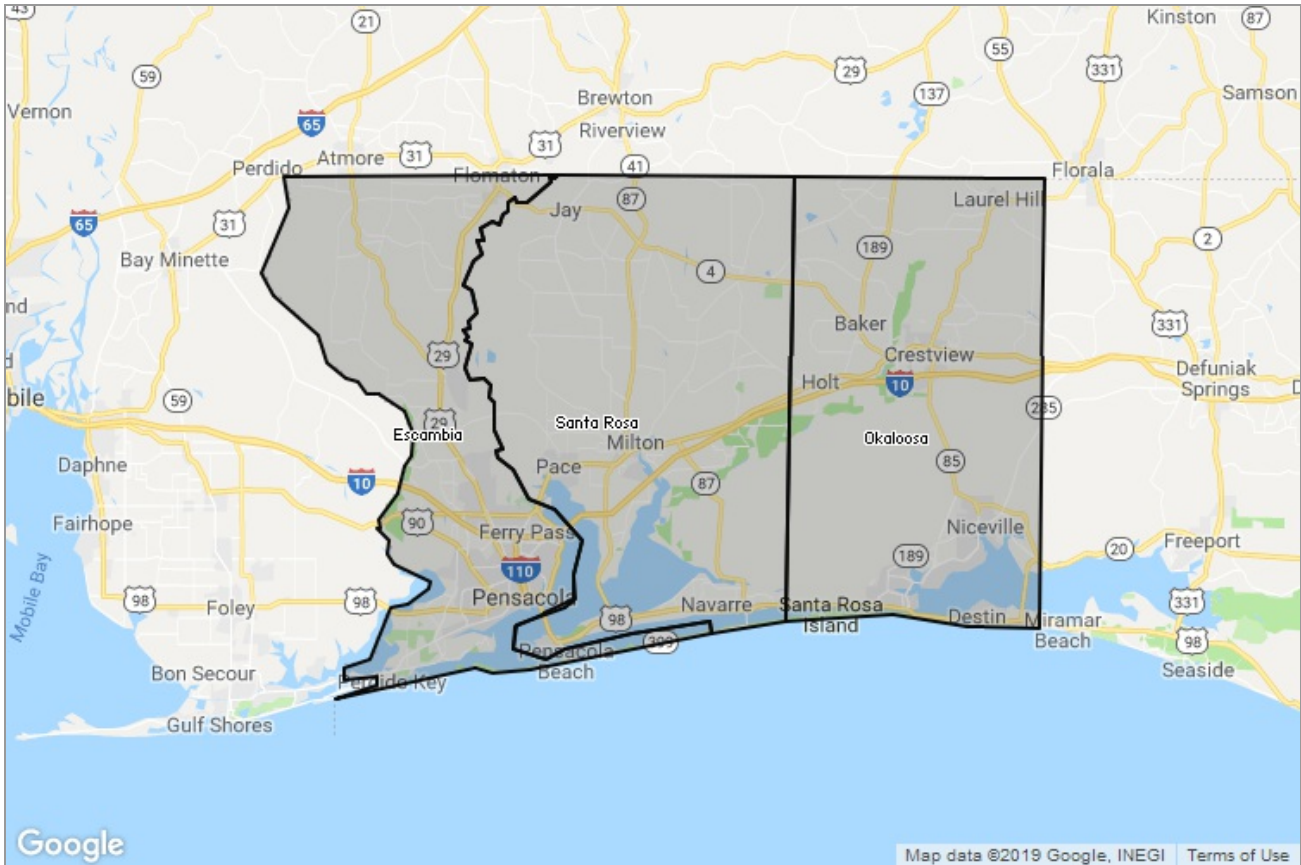 43
21
Kinston
87
59
55
331
29
Vernon
Brewton
137
Samson
65
Riverview
31
Perdido
Atmore
31
41
Florala
Flomaton
87
Laurel Hill
65
31
Jay
189
2
Bay Minette
4
Baker
331
29
Crestview
Defuniak
Springs
Holt
10
bile
59
29
285
Escambia
Santa Rosa
Okaloosa
Milton
Daphne
Pace
85
10
87
Fairhope
90
Ferry Pass
Niceville
Freeport
189
20
110
Mobile Bay
98
Foley
98
Pensacola
98
Navarre
Santa Rosa
Island
Destin
Miramar
Beach
331
98
Seaside
399
Pensacola
Beach
Bon Secour
Perdido Key
Gulf Shores
Google
Map data ©2019 Google, INEGI
Terms of Use